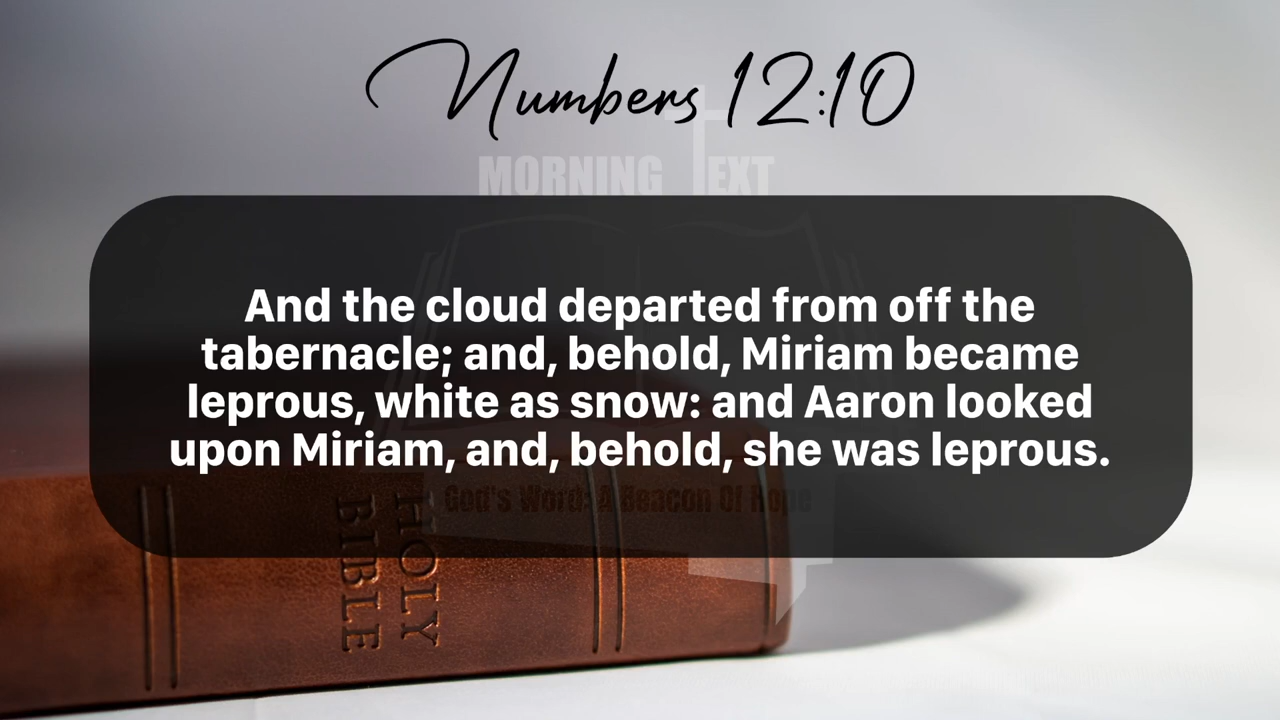 Numbers 12:10
MORNING TEXT
And the cloud departed from off the
tabernacle; and, behold, Miriam became
leprous, white as snow: and Aaron looked
upon Miriam, and, behold, she was leprous.
God's Word: A Beacon Of Hope
HOLY
BIBLE